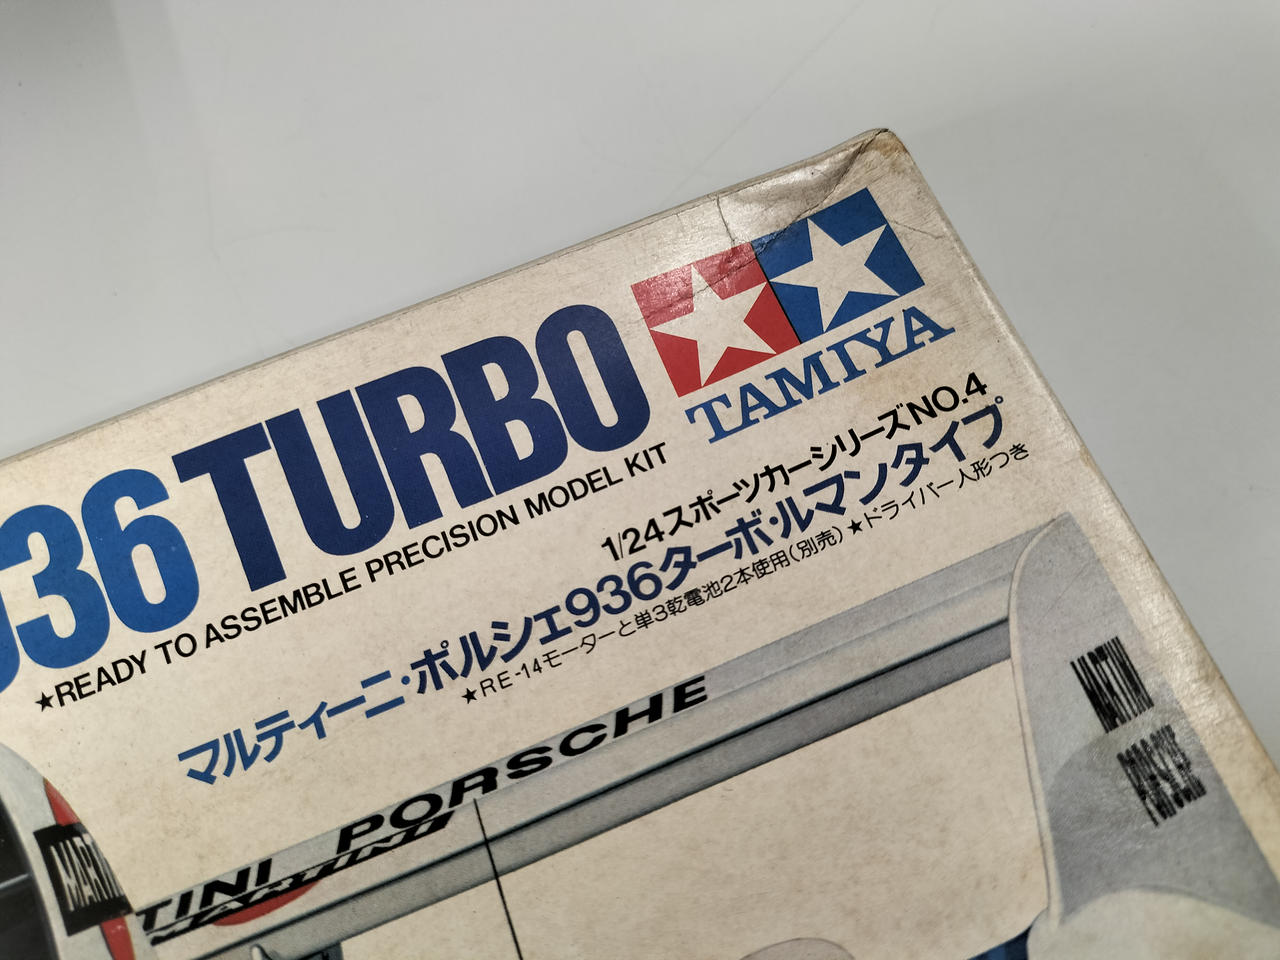 936 TURBO
TAMIYA
★READY TO ASSEMBLE PRECISION MODEL KIT
1/24スポーツカーシリーズNO.4
マルティーニ・ポルシェ936ターボ・ルマンタイプ
★RE-14モーターと単3乾電池2本使用(別売)★ドライバー人形つき
TINI PORSCHE
MARTINI
MARTINI
PORSCHE
MARTI